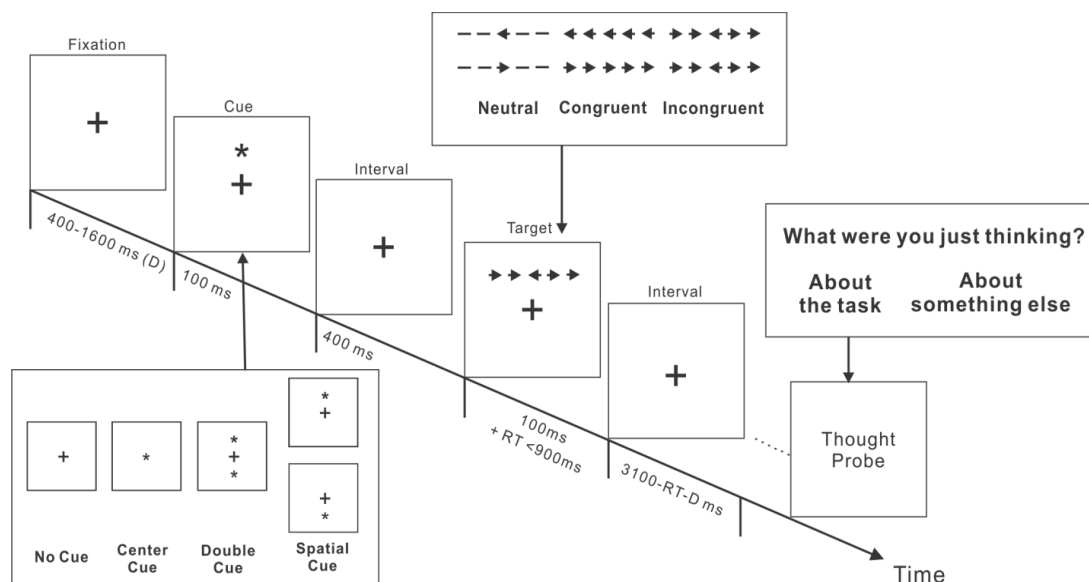 Fixation
400-1600 ms (D)
Cue
100 ms
Interval
400 ms
Neutral Congruent Incongruent
Target
100ms
+ RT <900ms
Interval
3100-RT-D ms
What were you just thinking?
About
the task
About
something else
Thought
Probe
Time
No Cue
Center
Cue
Double
Cue
Spatial
Cue